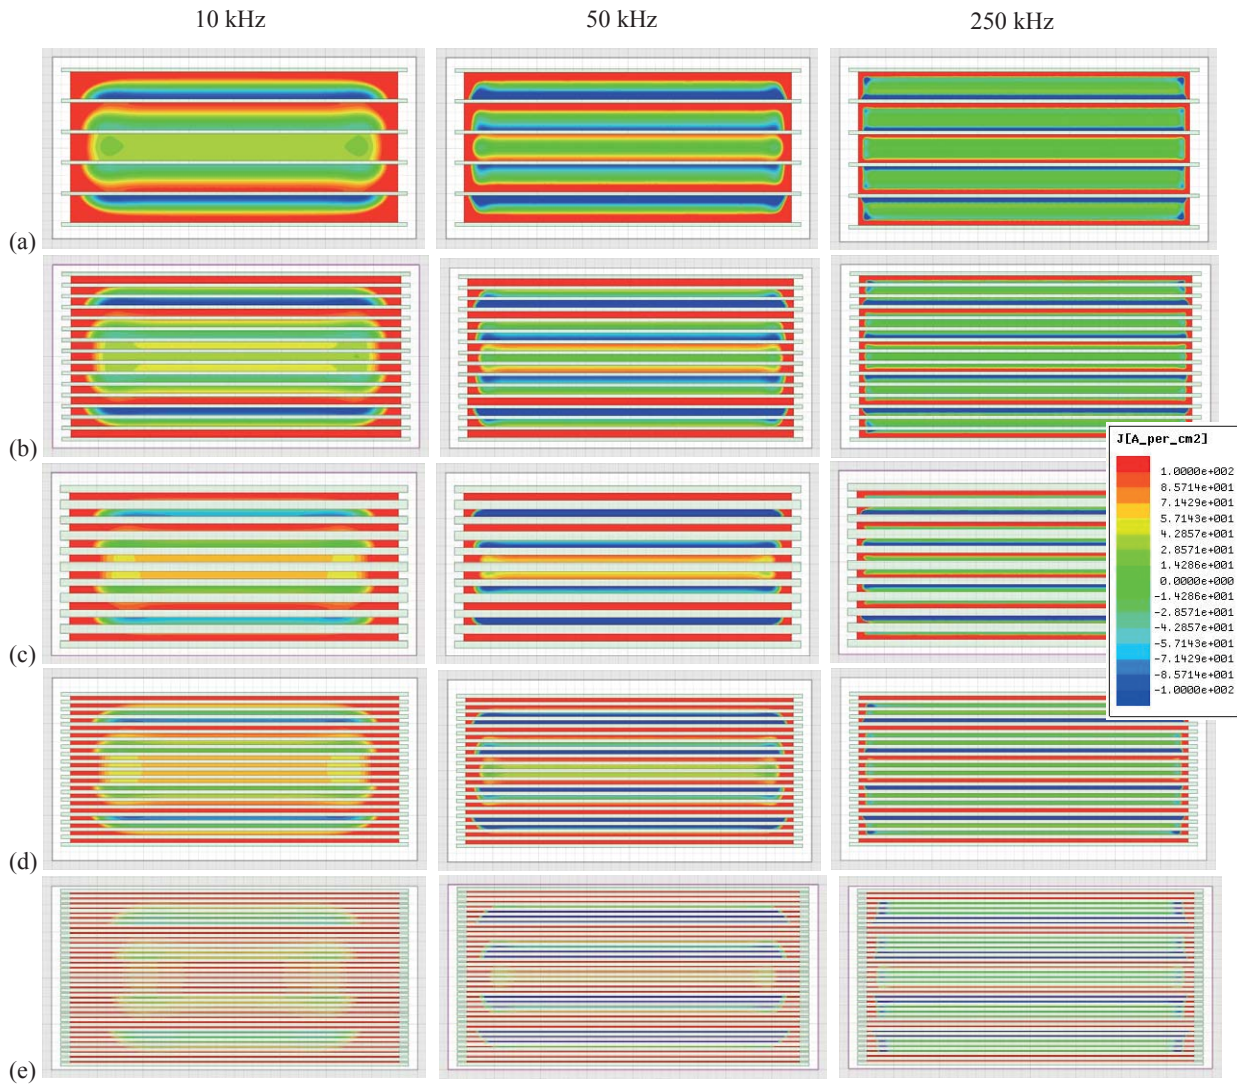 10 kHz 50 kHz 250 kHz
(a)
(b)
J[A_per_cm2]
1.0000e+002
8.5714e+001
7.1429e+001
5.7143e+001
4.2857e+001
2.8571e+001
1.4286e+001
0.0000e+000
-1.4286e+001
-2.8571e+001
-4.2857e+001
-5.7143e+001
-7.1429e+001
-8.5714e+001
-1.0000e+002
(c)
(d)
(e)